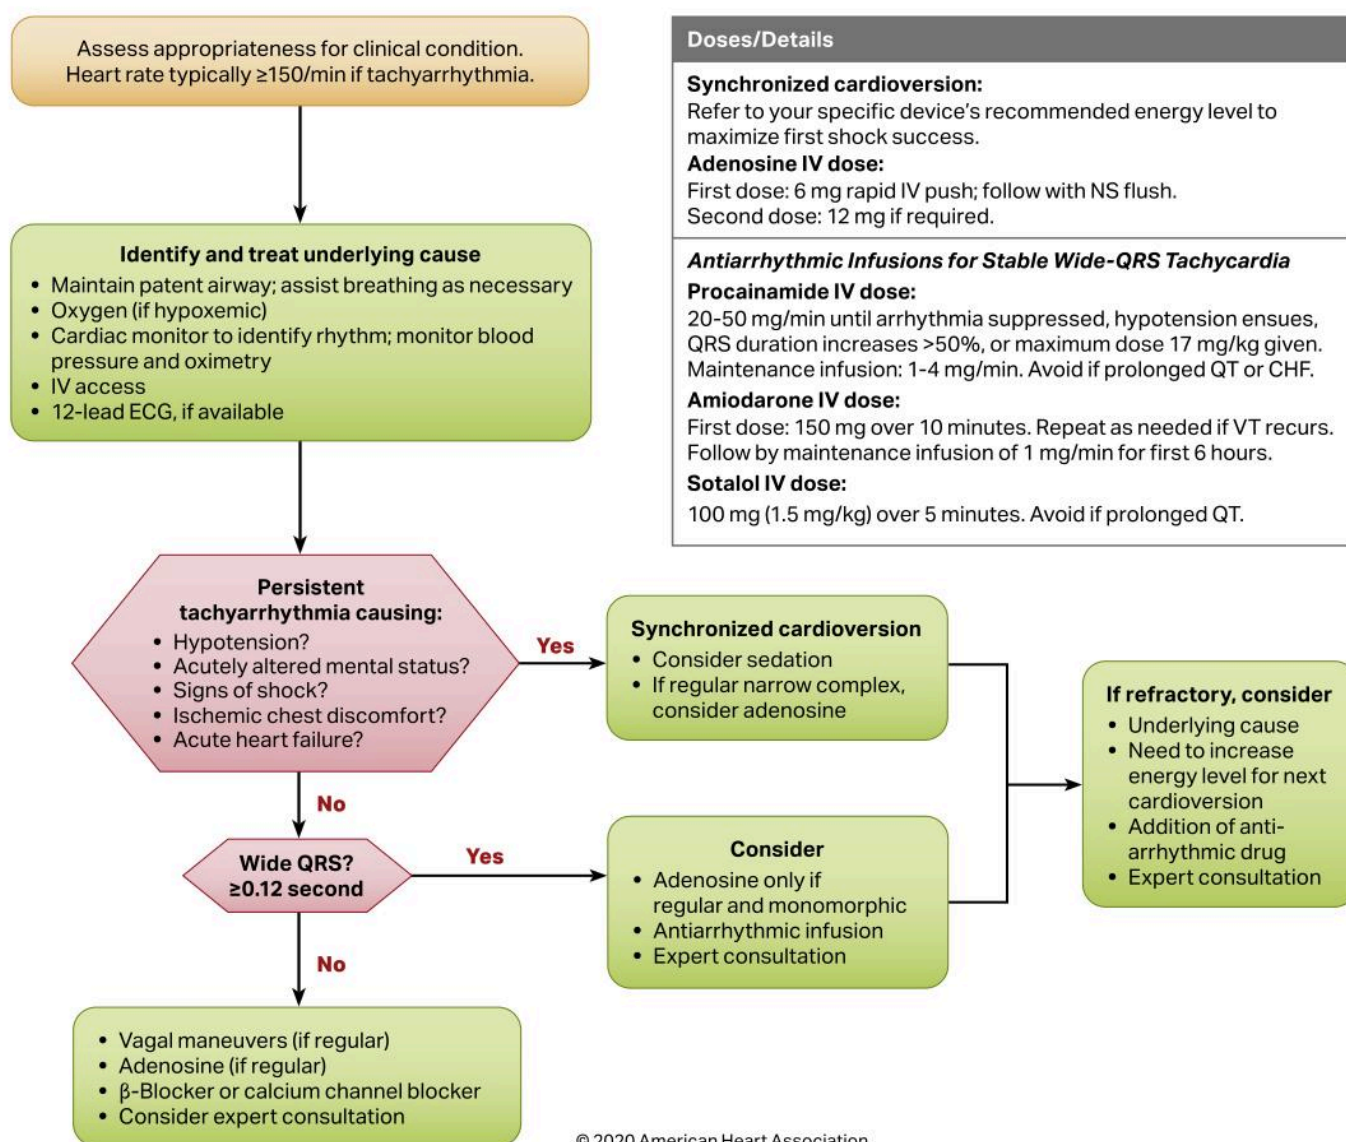 Assess appropriateness for clinical condition.
Heart rate typically ≥150/min if tachyarrhythmia.
Identify and treat underlying cause
• Maintain patent airway; assist breathing as necessary
• Oxygen (if hypoxemic)
• Cardiac monitor to identify rhythm; monitor blood
pressure and oximetry
• IV access
• 12-lead ECG, if available
Persistent
tachyarrhythmia causing:
• Hypotension?
• Acutely altered mental status?
• Signs of shock?
• Ischemic chest discomfort?
• Acute heart failure?
Yes
Synchronized cardioversion
• Consider sedation
• If regular narrow complex,
consider adenosine
No
Wide QRS?
≥0.12 second
Yes
Consider
• Adenosine only if
regular and monomorphic
• Antiarrhythmic infusion
• Expert consultation
If refractory, consider
• Underlying cause
• Need to increase
energy level for next
cardioversion
• Addition of anti-
arrhythmic drug
• Expert consultation
No
• Vagal maneuvers (if regular)
• Adenosine (if regular)
• β-Blocker or calcium channel blocker
• Consider expert consultation
Doses/Details
Synchronized cardioversion:
Refer to your specific device's recommended energy level to
maximize first shock success.
Adenosine IV dose:
First dose: 6 mg rapid IV push; follow with NS flush.
Second dose: 12 mg if required.
Antiarrhythmic Infusions for Stable Wide-QRS Tachycardia
Procainamide IV dose:
20-50 mg/min until arrhythmia suppressed, hypotension ensues,
QRS duration increases >50%, or maximum dose 17 mg/kg given.
Maintenance infusion: 1-4 mg/min. Avoid if prolonged QT or CHF.
Amiodarone IV dose:
First dose: 150 mg over 10 minutes. Repeat as needed if VT recurs.
Follow by maintenance infusion of 1 mg/min for first 6 hours.
Sotalol IV dose:
100 mg (1.5 mg/kg) over 5 minutes. Avoid if prolonged QT.
© 2020 American Heart Association